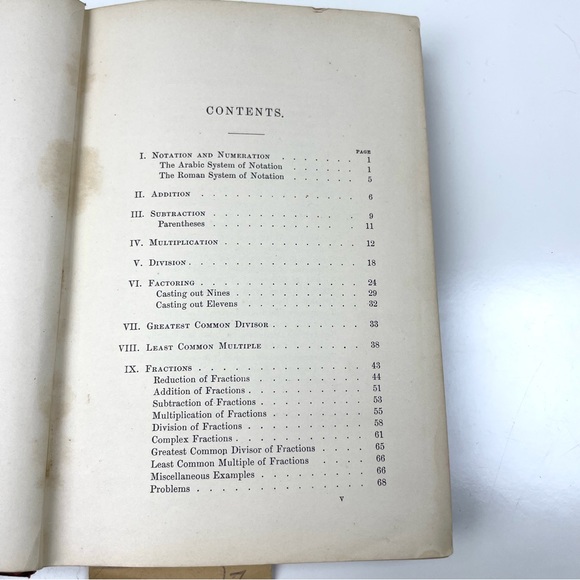 CONTENTS.
PAGE
I. NOTATION AND NUMERATION . . . . . . 1
The Arabic System of Notation . . . . . . 1
The Roman System of Notation . . . . . . 5
II. ADDITION . . . . . . . . . . 6
III. SUBTRACTION . . . . . . . . . . 9
Parentheses . . . . . . . . . . 11
IV. MULTIPLICATION . . . . . . . . . 12
V. DIVISION . . . . . . . . . . 18
VI. FACTORING . . . . . . . . . . 24
Casting out Nines . . . . . . . . 29
Casting out Elevens . . . . . . . . 32
VII. GREATEST COMMON DIVISOR . . . . . . . 33
VIII. LEAST COMMON MULTIPLE . . . . . . . 38
IX. FRACTIONS . . . . . . . . . . 43
Reduction of Fractions . . . . . . . . 44
Addition of Fractions . . . . . . . . 51
Subtraction of Fractions . . . . . . . 53
Multiplication of Fractions . . . . . . . 55
Division of Fractions . . . . . . . . 58
Complex Fractions . . . . . . . . . 61
Greatest Common Divisor of Fractions . . . . 65
Least Common Multiple of Fractions . . . . 66
Miscellaneous Examples . . . . . . . 66
Problems . . . . . . . . . . 68
v